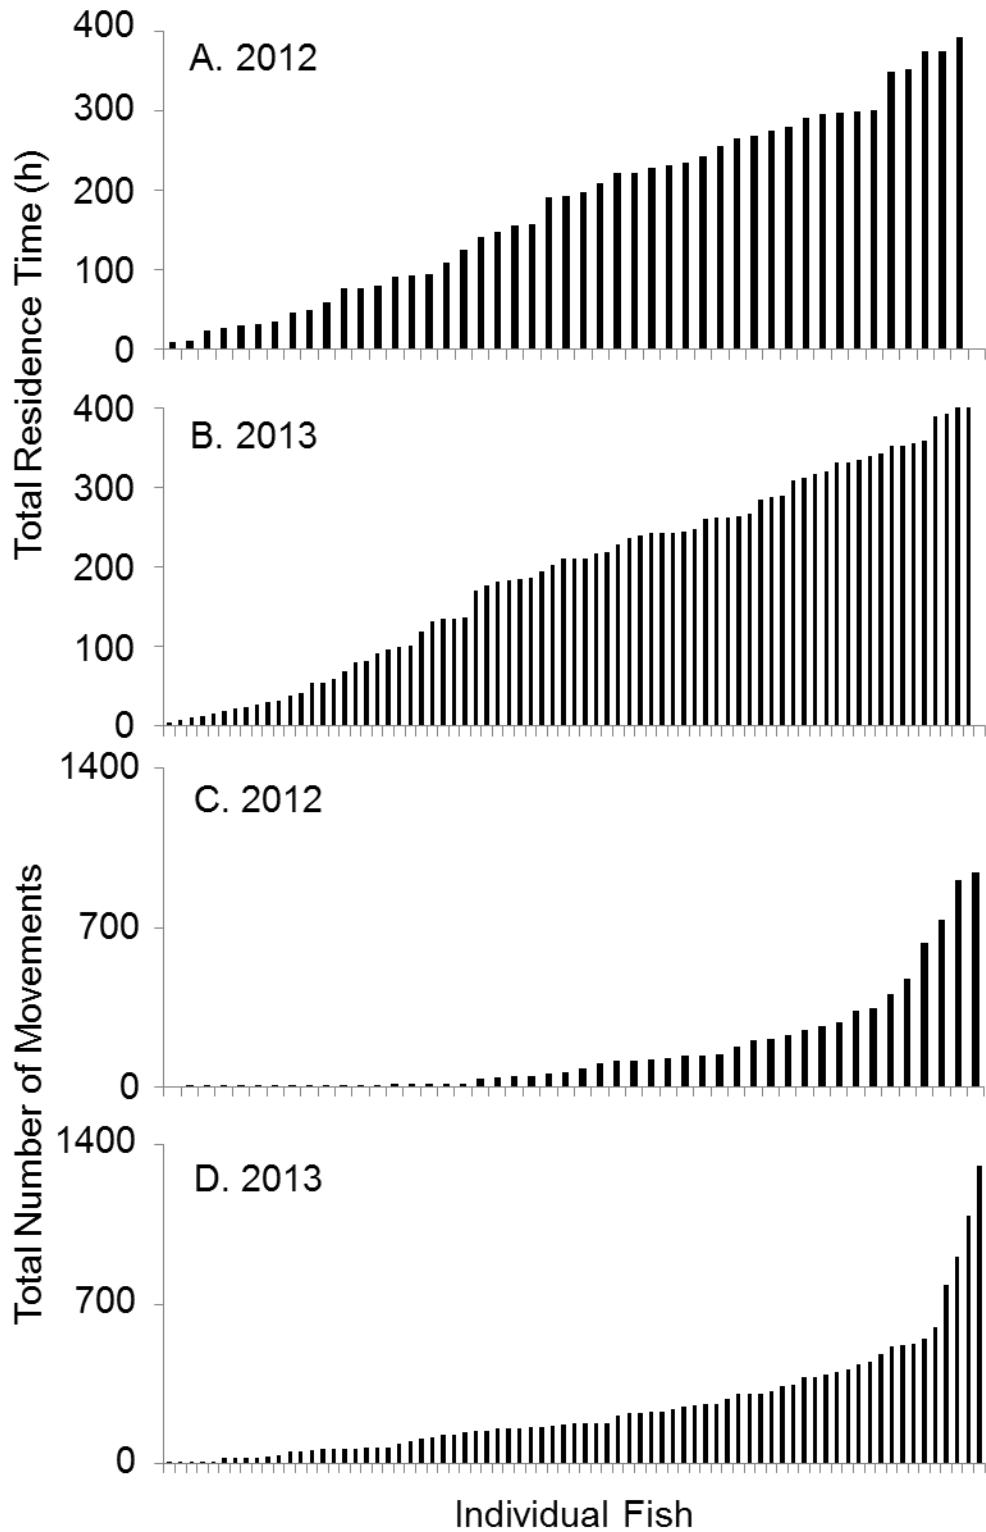 Total Residence Time (h)
A. 2012
400
300
200
100
0
B. 2013
400
300
200
100
0
Total Number of Movements
C. 2012
1400
700
0
D. 2013
1400
700
0
Individual Fish